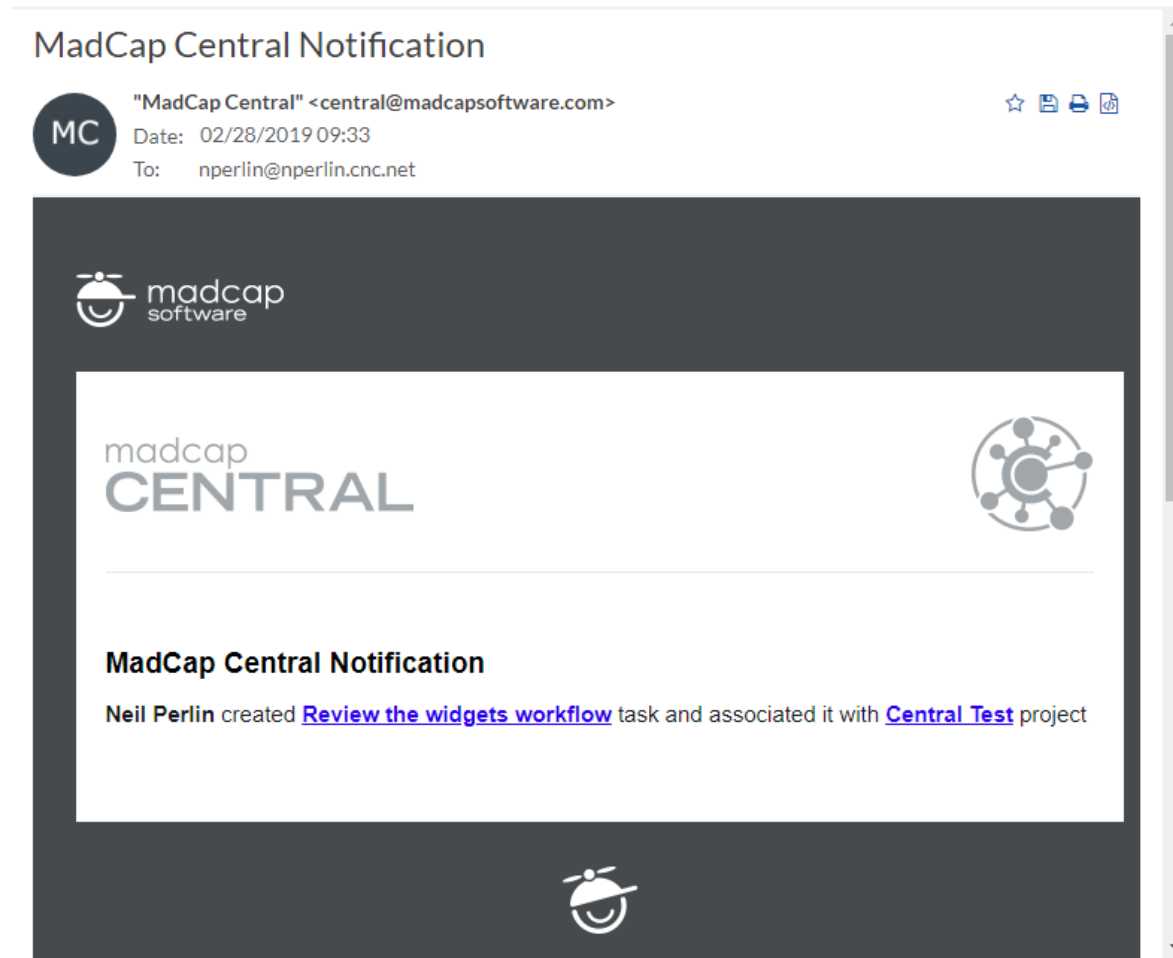 MadCap Central Notification
"MadCap Central" <central@madcapsoftware.com>
MC
Date: 02/28/2019 09:33
To: nperlin@nperlin.cnc.net
madcap
software
madcap
CENTRAL
MadCap Central Notification
Neil Perlin created Review the widgets workflow task and associated it with Central Test project